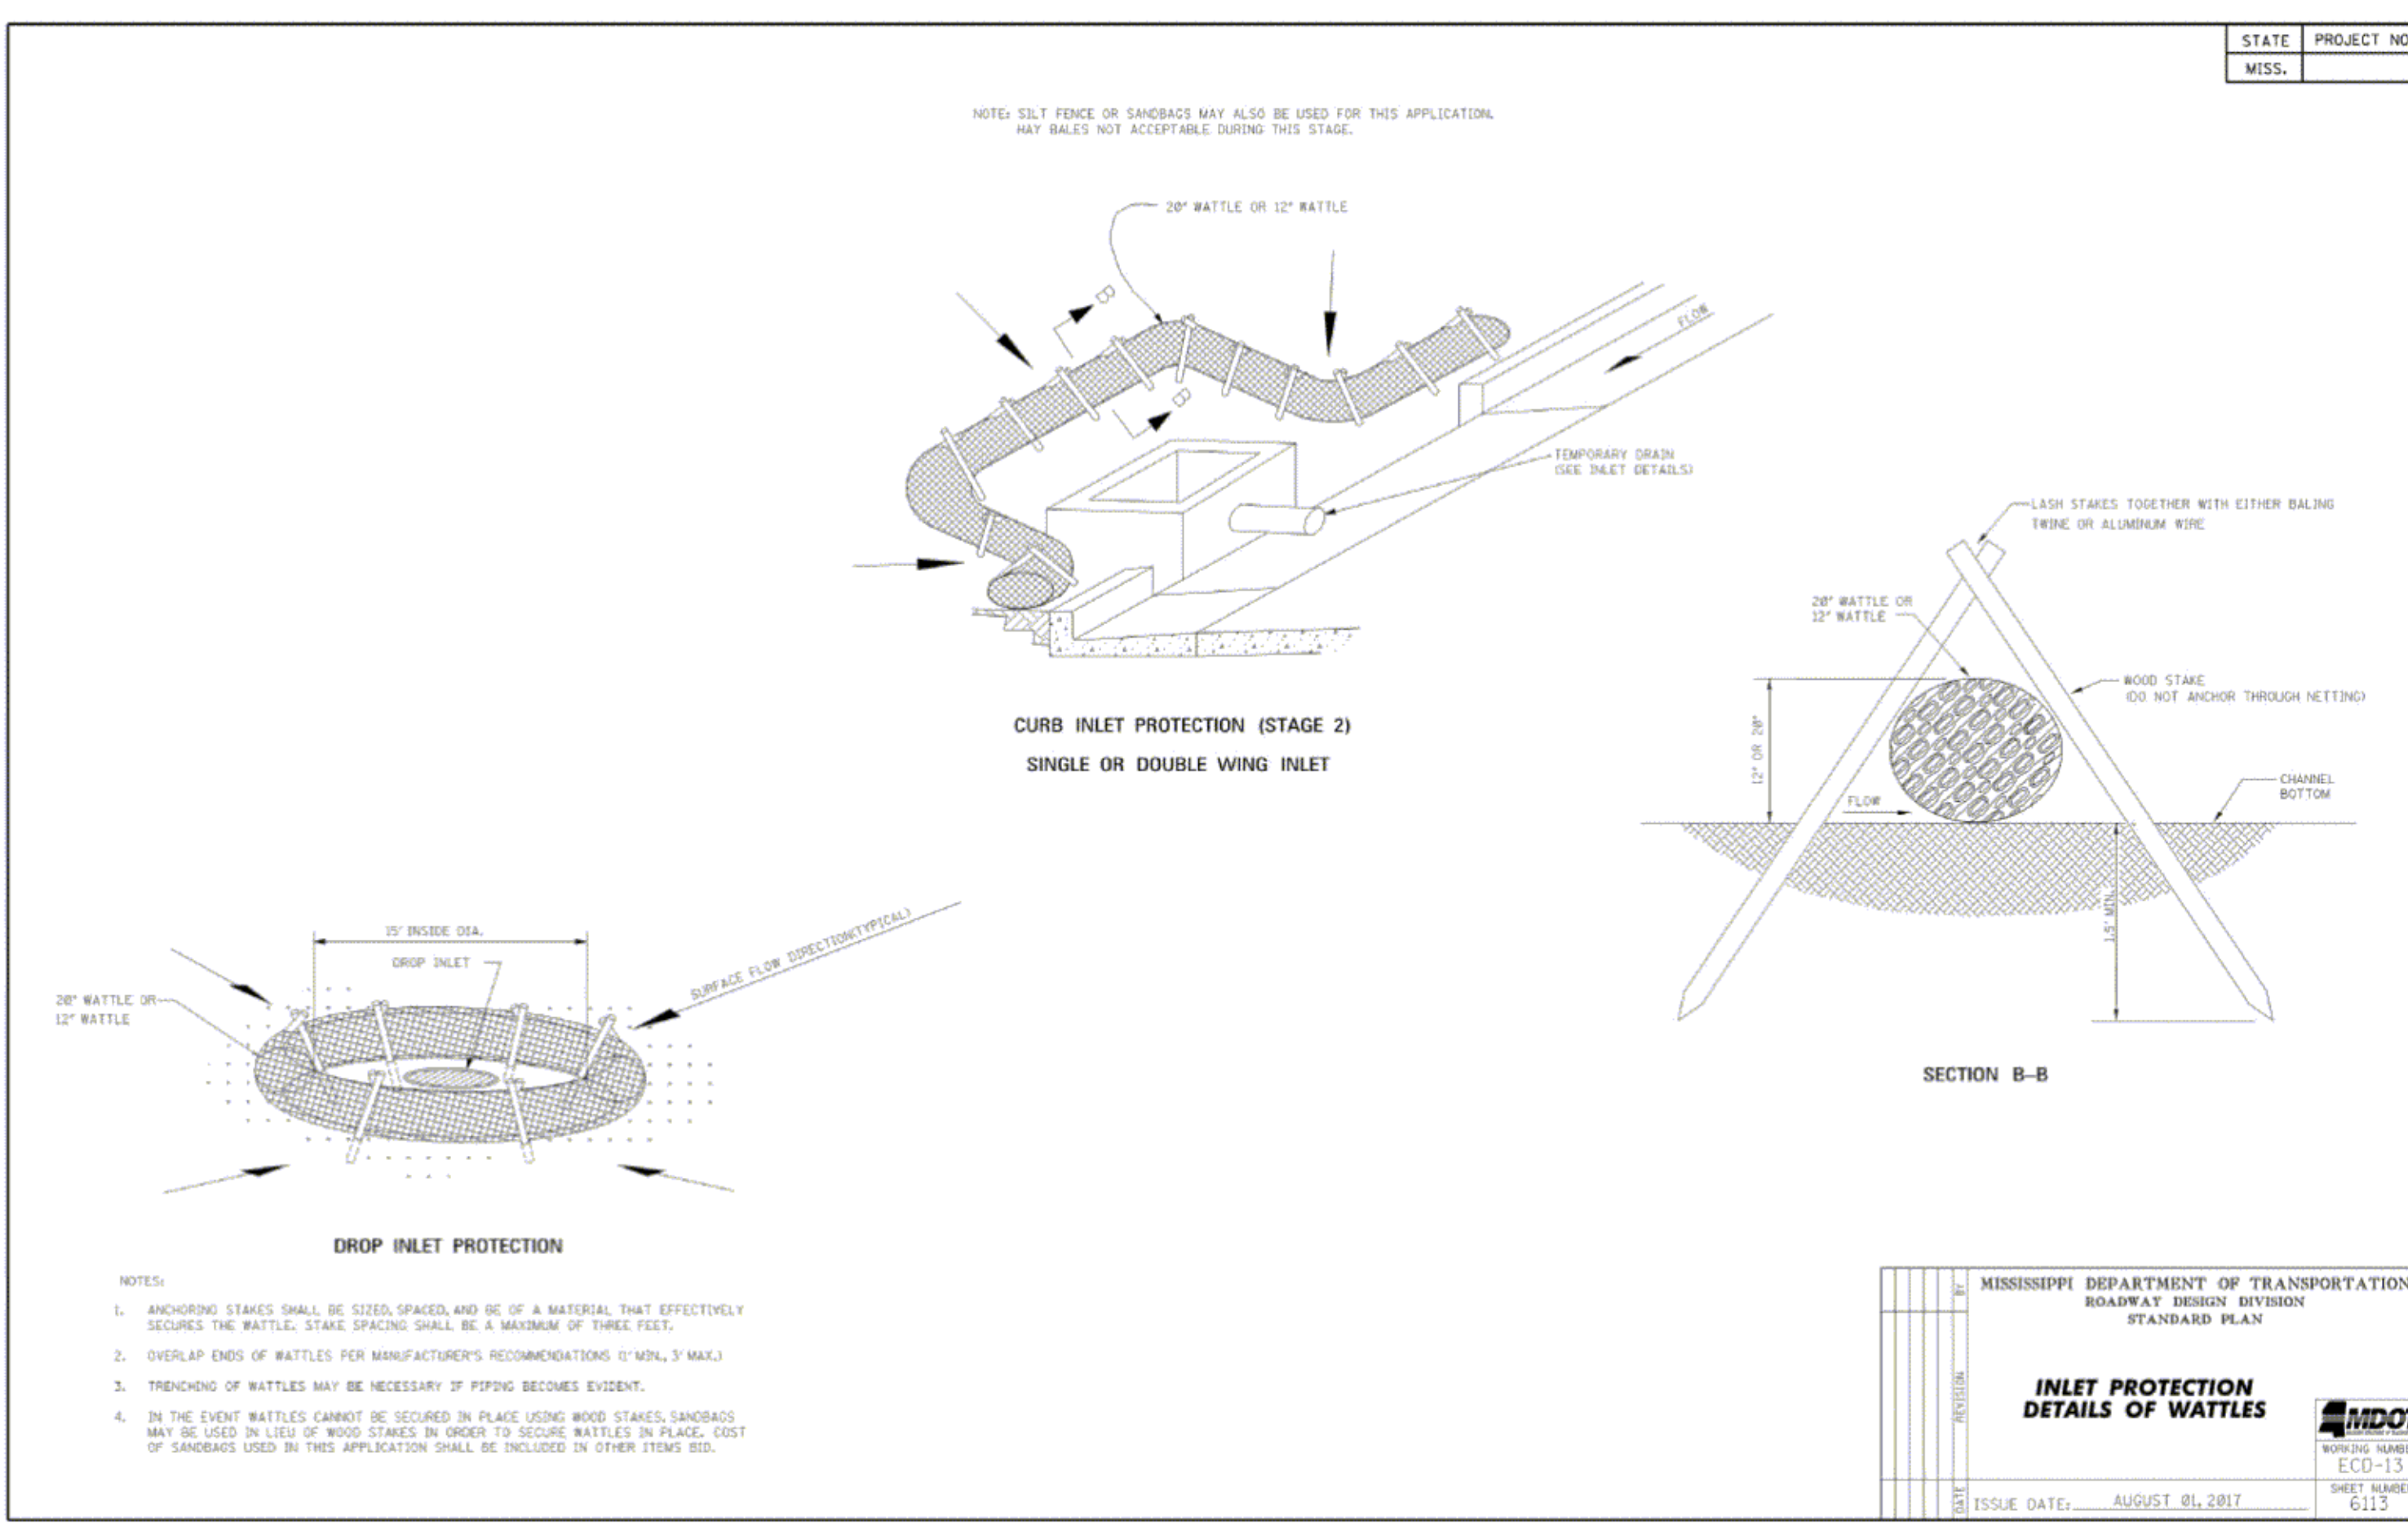 STATE PROJECT NO
MISS.
NOTE: SILT FENCE OR SANDBAGS MAY ALSO BE USED FOR THIS APPLICATION.
HAY BALES NOT ACCEPTABLE DURING THIS STAGE.
20" WATTLE OR 12" WATTLE
B
B
FLOW
TEMPORARY DRAIN
(SEE INLET DETAILS)
CURB INLET PROTECTION (STAGE 2)
SINGLE OR DOUBLE WING INLET
LASH STAKES TOGETHER WITH EITHER BALING
TWINE OR ALUMINUM WIRE
20" WATTLE OR
12" WATTLE
WOOD STAKE
(DO NOT ANCHOR THROUGH NETTING)
12" OR 20"
FLOW
CHANNEL
BOTTOM
1.5' MIN.
SECTION B–B
15' INSIDE DIA.
DROP INLET
SURFACE FLOW DIRECTION(TYPICAL)
20" WATTLE OR
12" WATTLE
DROP INLET PROTECTION
NOTES:
1. ANCHORING STAKES SHALL BE SIZED, SPACED, AND BE OF A MATERIAL THAT EFFECTIVELY
SECURES THE WATTLE. STAKE SPACING SHALL BE A MAXIMUM OF THREE FEET.
2. OVERLAP ENDS OF WATTLES PER MANUFACTURER'S RECOMMENDATIONS (1' MIN., 3' MAX.)
3. TRENCHING OF WATTLES MAY BE NECESSARY IF PIPING BECOMES EVIDENT.
4. IN THE EVENT WATTLES CANNOT BE SECURED IN PLACE USING WOOD STAKES, SANDBAGS
MAY BE USED IN LIEU OF WOOD STAKES IN ORDER TO SECURE WATTLES IN PLACE. COST
OF SANDBAGS USED IN THIS APPLICATION SHALL BE INCLUDED IN OTHER ITEMS BID.
BY
REVISION
DATE
MISSISSIPPI DEPARTMENT OF TRANSPORTATION
ROADWAY DESIGN DIVISION
STANDARD PLAN
INLET PROTECTION
DETAILS OF WATTLES
MDOT
WORKING NUMBE
ECD-13
SHEET NUMBE
6113
ISSUE DATE: AUGUST 01, 2017